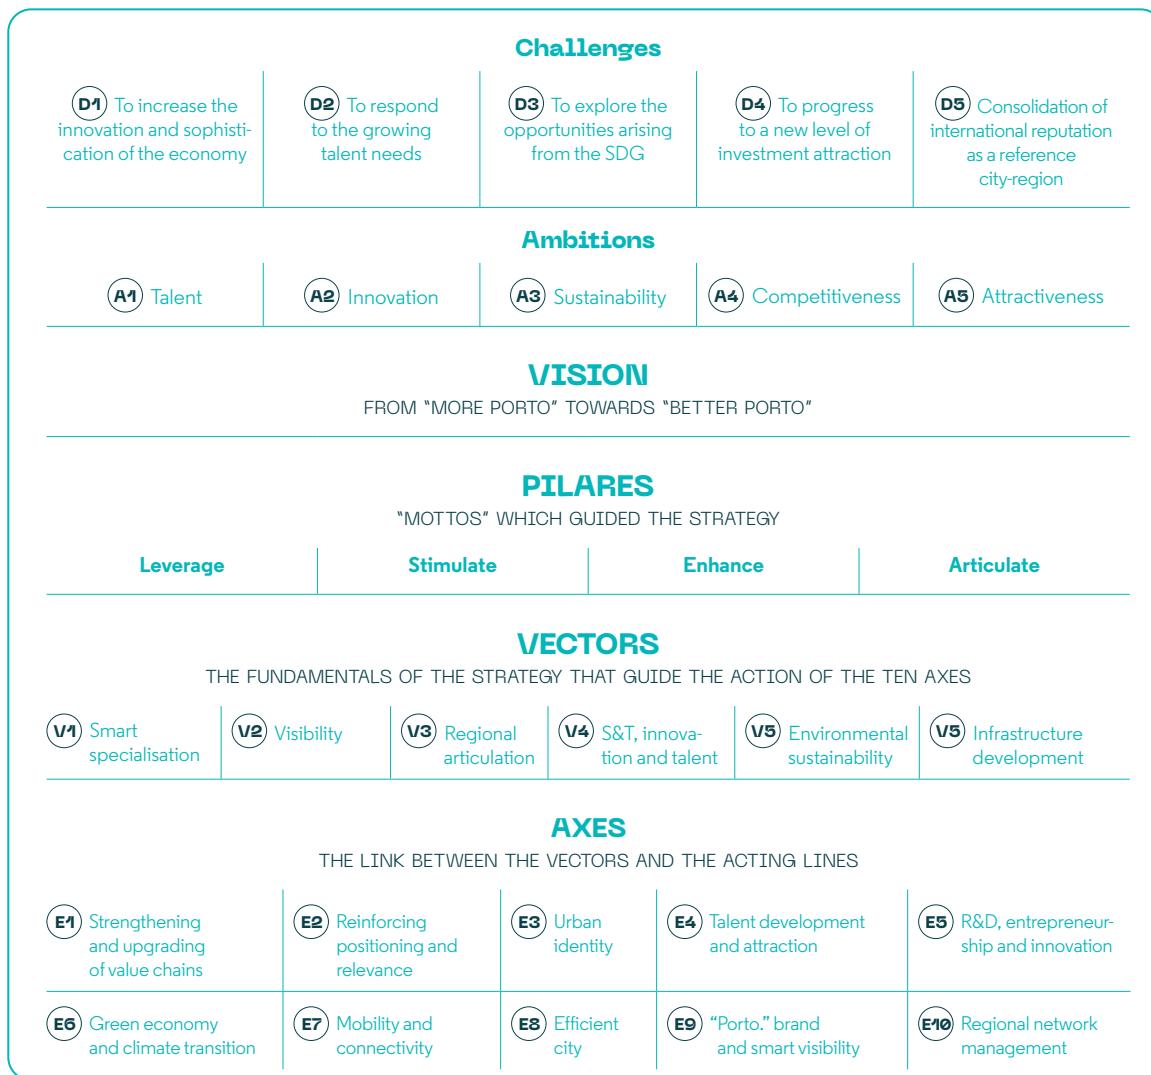 Challenges
D1 To increase the
innovation and sophisti-
cation of the economy
D2 To respond
to the growing
talent needs
D3 To explore the
opportunities arising
from the SDG
D4 To progress
to a new level of
investment attraction
D5 Consolidation of
international reputation
as a reference
city-region
Ambitions
A1 Talent
A2 Innovation
A3 Sustainability
A4 Competitiveness
A5 Attractiveness
VISION
FROM “MORE PORTO” TOWARDS “BETTER PORTO”
PILARES
“MOTTOS” WHICH GUIDED THE STRATEGY
Leverage
Stimulate
Enhance
Articulate
VECTORS
THE FUNDAMENTALS OF THE STRATEGY THAT GUIDE THE ACTION OF THE TEN AXES
V1 Smart
specialisation
V2 Visibility
V3 Regional
articulation
V4 S&T, innova-
tion and talent
V5 Environmental
sustainability
V5 Infrastructure
development
AXES
THE LINK BETWEEN THE VECTORS AND THE ACTING LINES
E1 Strengthening
and upgrading
of value chains
E2 Reinforcing
positioning and
relevance
E3 Urban
identity
E4 Talent development
and attraction
E5 R&D, entrepreneur-
ship and innovation
E6 Green economy
and climate transition
E7 Mobility and
connectivity
E8 Efficient
city
E9 “Porto.” brand
and smart visibility
E10 Regional network
management